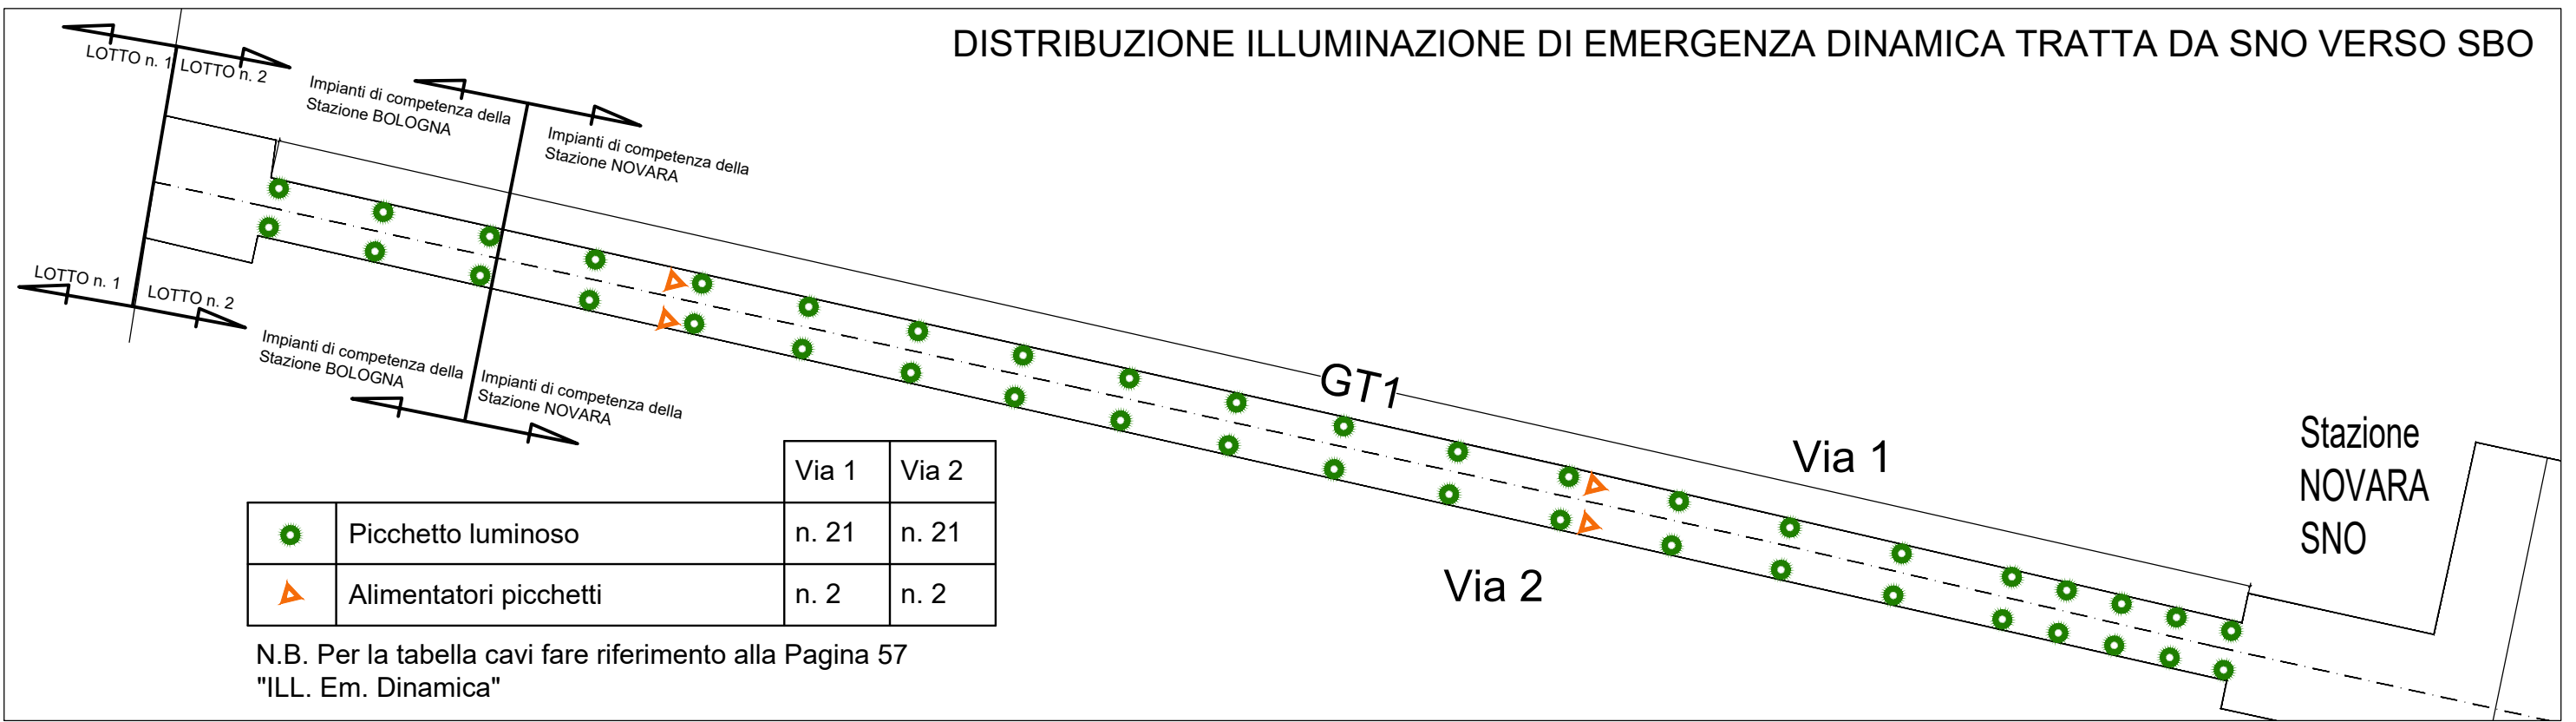 DISTRIBUZIONE ILLUMINAZIONE DI EMERGENZA DINAMICA TRATTA DA SNO VERSO SBO
LOTTO n. 1
LOTTO n. 2
Impianti di competenza della
Stazione BOLOGNA
Impianti di competenza della
Stazione NOVARA
LOTTO n. 1
LOTTO n. 2
Impianti di competenza della
Stazione BOLOGNA
Impianti di competenza della
Stazione NOVARA
GT1
Via 1
Via 2
Stazione
NOVARA
SNO
Via 1 Via 2
Picchetto luminoso n. 21 n. 21
Alimentatori picchetti n. 2 n. 2
N.B. Per la tabella cavi fare riferimento alla Pagina 57
"ILL. Em. Dinamica"